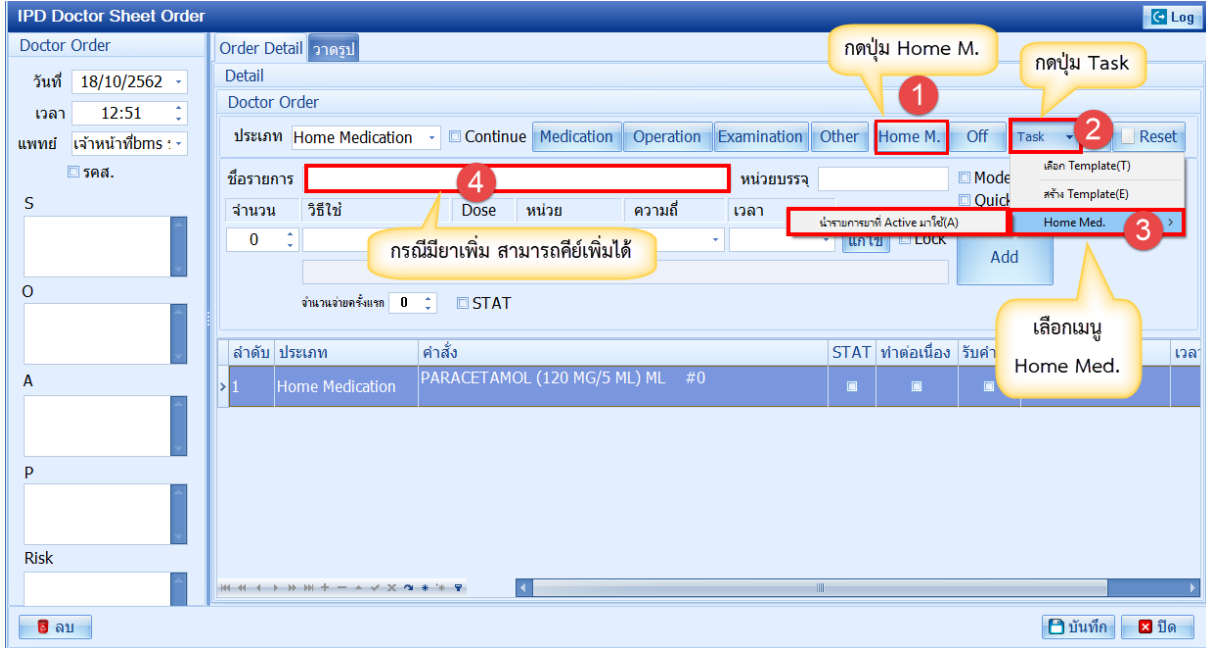 IPD Doctor Sheet Order
Log
Doctor Order
วันที่ 18/10/2562
เวลา 12:51
แพทย์ เจ้าหน้าที่bms
รคส.
S
O
A
P
Risk
Order Detail วาดรูป
Detail
Doctor Order
กดปุ่ม Home M.
กดปุ่ม Task
1
2
ประเภท Home Medication Continue Medication Operation Examination Other Home M. Off Task Reset
ชื่อรายการ 4 หน่วยบรรจุ
เลือก Template(T)
สร้าง Template(E)
Home Med. 3
นำรายการยาที่ Active มาใช้(A)
จำนวน วิธีใช้ Dose หน่วย ความถี่ เวลา
0 แก้ไข Lock
Add
กรณีมียาเพิ่ม สามารถคีย์เพิ่มได้
จำนวนจ่ายครั้งแรก 0 STAT
เลือกเมนู
Home Med.
ลำดับ ประเภท คำสั่ง STAT ทำต่อเนื่อง
1 Home Medication PARACETAMOL (120 MG/5 ML) ML #0
ลบ
บันทึก ปิด